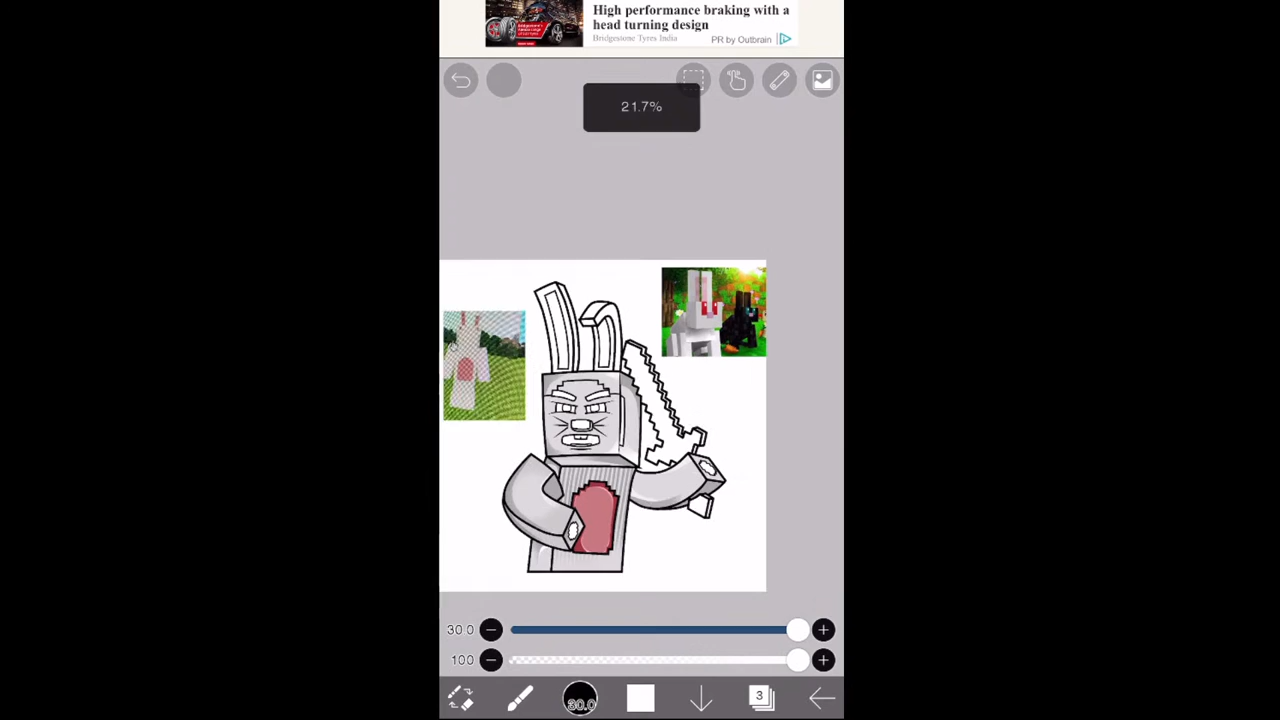 High performance braking with a
head turning design
Bridgestone Tyres India
PR by Outbrain
21.7%
30.0
100
30.0
3